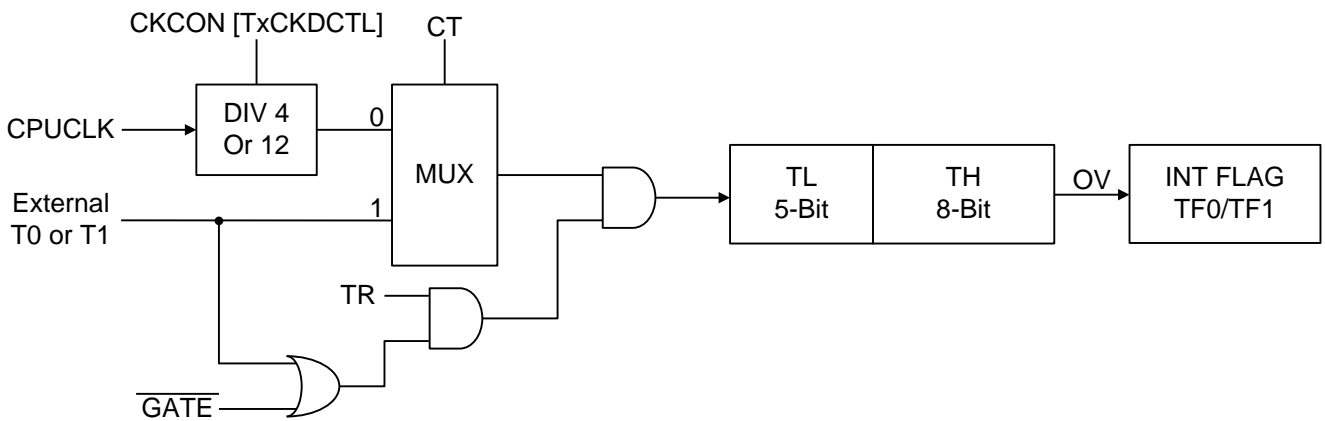 CKCON [TxCKDCTL]
CT
CPUCLK
DIV 4
Or 12
0
MUX
External
T0 or T1
1
TL
5-Bit
TH
8-Bit
OV
INT FLAG
TF0/TF1
TR
GATE